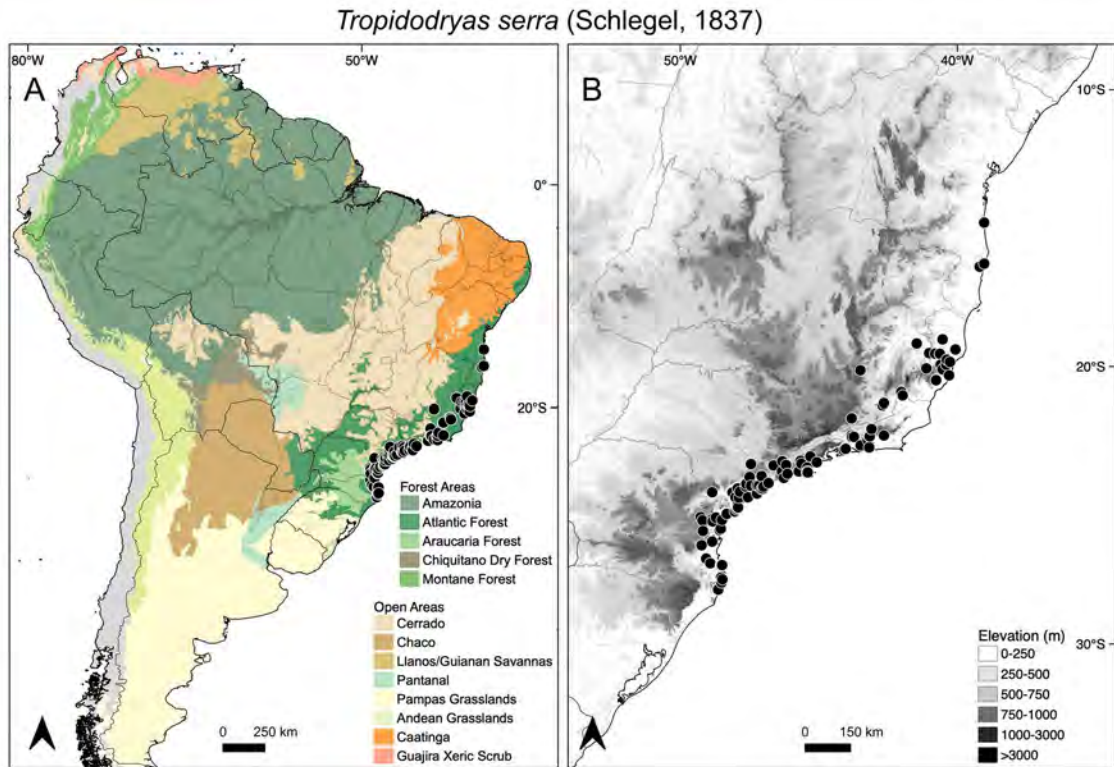 Tropidodryas serra (Schlegel, 1837)
A
80°W
50°W
0°
20°S
Forest Areas
Amazonia
Atlantic Forest
Araucaria Forest
Chiquitano Dry Forest
Montane Forest
Open Areas
Cerrado
Chaco
Llanos/Guianan Savannas
Pantanal
Pampas Grasslands
Andean Grasslands
Caatinga
Guajira Xeric Scrub
0 250 km
B
50°W
40°W
10°S
20°S
30°S
Elevation (m)
0-250
250-500
500-750
750-1000
1000-3000
>3000
0 150 km